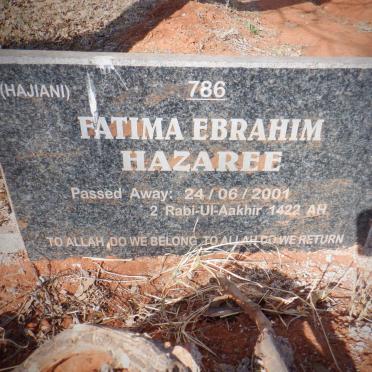 (HAJIANI) 786
FATIMA EBRAHIM
HAZAREE
Passed Away: 24/06/2001
2 Rabi-Ul-Aakhir 1422 AH
TO ALLAH DO WE BELONG TO ALLAH DO WE RETURN